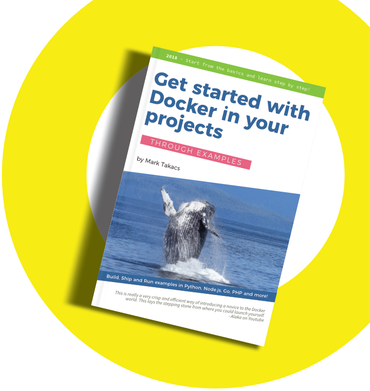 2018 - Start from the basics and learn step by step!
Get started with
Docker in your
projects
THROUGH EXAMPLES
by Mark Takacs
Build, Ship and Run examples in Python, Node.js, Go, PHP and more!
This is really a very crisp and efficient way of introducing a novice to the Docker
world. This lays the stepping stone from where you could launch yourself
-Aloke on Youtube